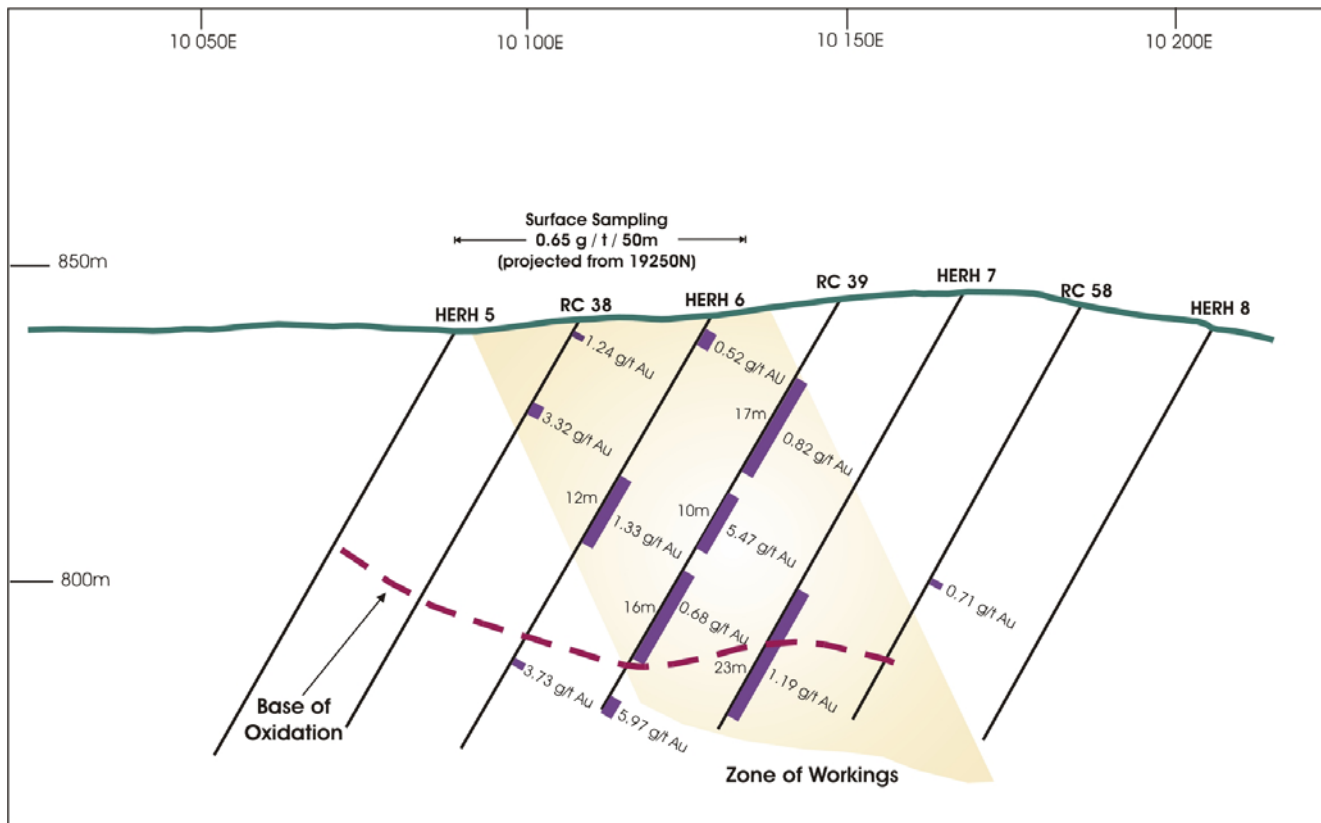 10 050E
10 100E
10 150E
10 200E
Surface Sampling
0.65 g / t / 50m
(projected from 19250N)
850m
HERH 5
RC 38
HERH 6
RC 39
HERH 7
RC 58
HERH 8
1.24 g/t Au
0.52 g/t AU
17m
0.82 g/t Au
3.32 g/t Au
12m
1.33 g/t Au
10m
5.47 g/t Au
800m
16m
0.68 g/t Au
0.71 g/t Au
23m
1.19 g/t Au
3.73 g/t Au
5.97 g/t Au
Base of
Oxidation
Zone of Workings